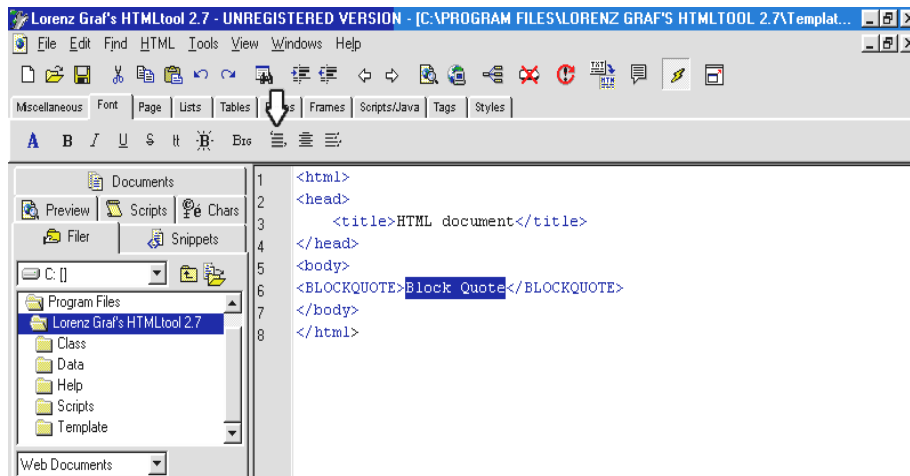 Lorenz Graf's HTMLtool 2.7 - UNREGISTERED VERSION - [C:\PROGRAM FILES\LORENZ GRAF'S HTMLTOOL 2.7\Templat...
File Edit Find HTML Tools View Windows Help
Miscellaneous Font Page Lists Tables Frames Scripts/Java Tags Styles
A B I U S tt B BIG
Documents
Preview Scripts Chars
Filer Snippets
C: []
Program Files
Lorenz Graf's HTMLtool 2.7
Class
Data
Help
Scripts
Template
Web Documents
1 <html>
2 <head>
3 <title>HTML document</title>
4 </head>
5 <body>
6 <BLOCKQUOTE>Block Quote</BLOCKQUOTE>
7 </body>
8 </html>